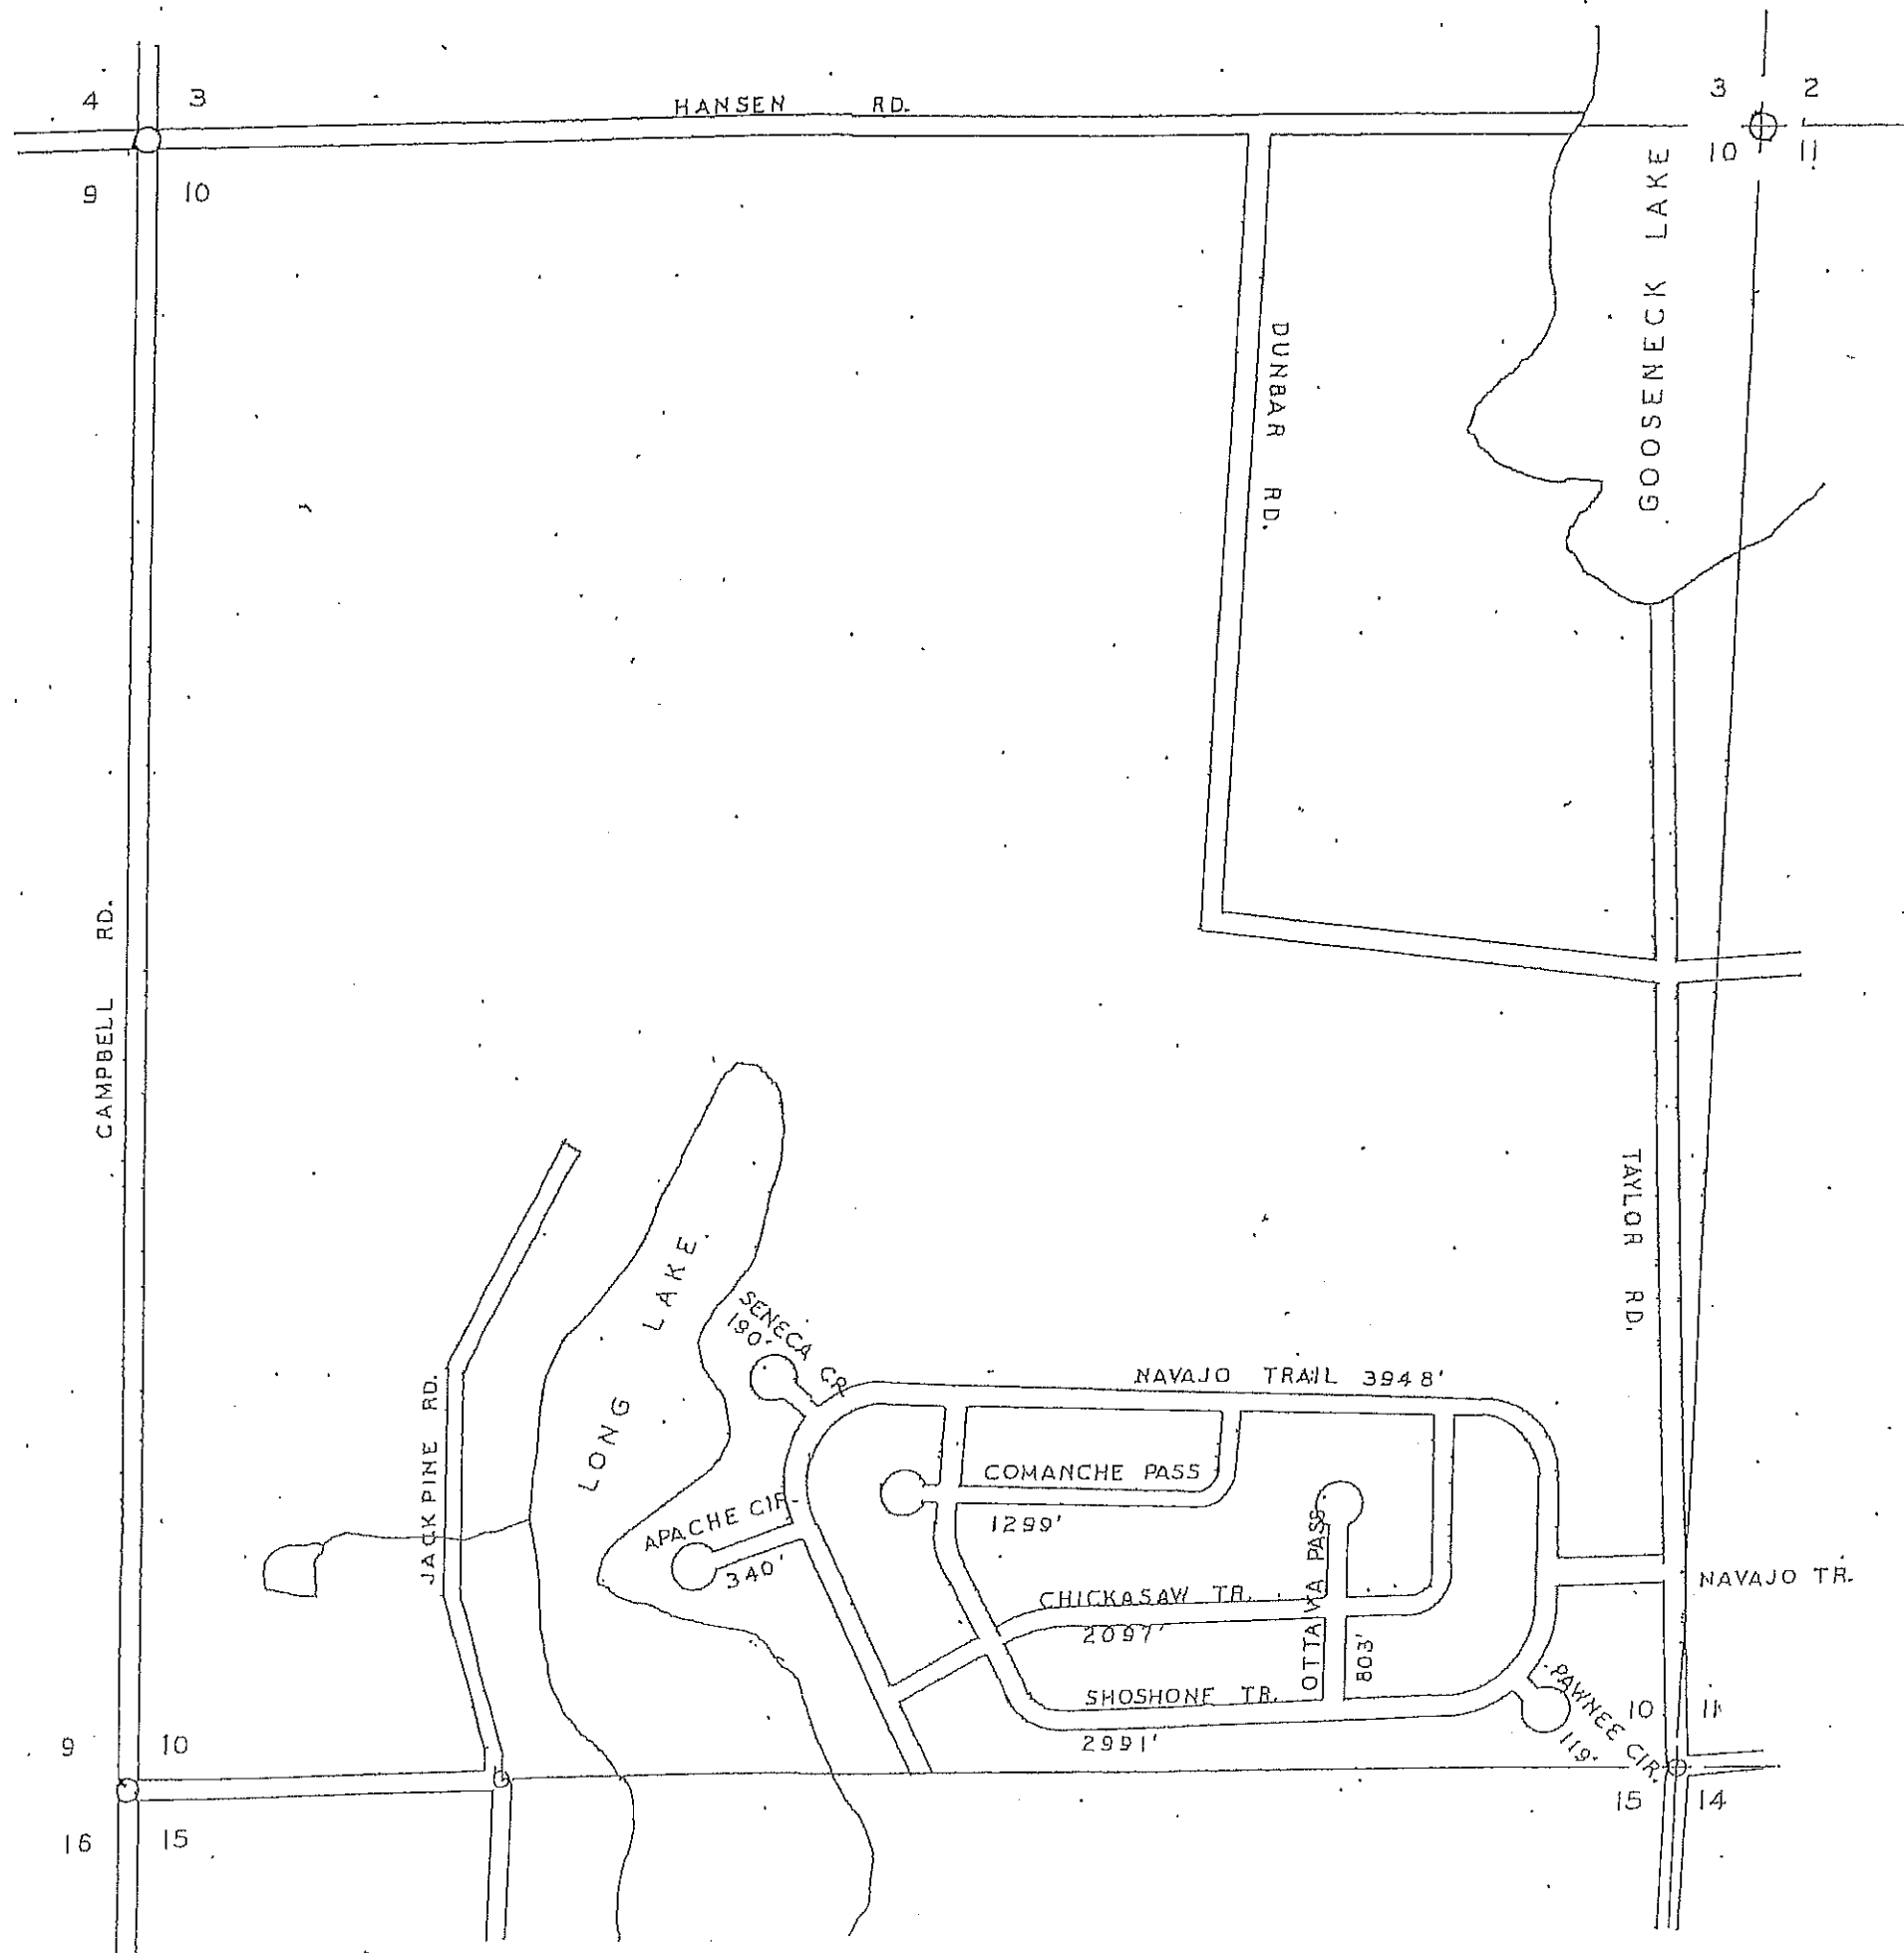 4 3
HANSEN RD.
3 2
9 10
10 11
GOOSENECK LAKE
DUNBAR RD.
CAMPBELL RD.
TAYLOR RD.
LONG LAKE
JACKPINE RD.
SENECA CR
190'
NAVAJO TRAIL 3948'
COMANCHE PASS
1299'
APACHE CIR.
340'
OTTAWA PASS
803'
CHICKASAW TR.
2097'
NAVAJO TR.
SHOSHONE TR.
2991'
PAWNEE CIR.
119'
10 11
9 10
15 14
16 15